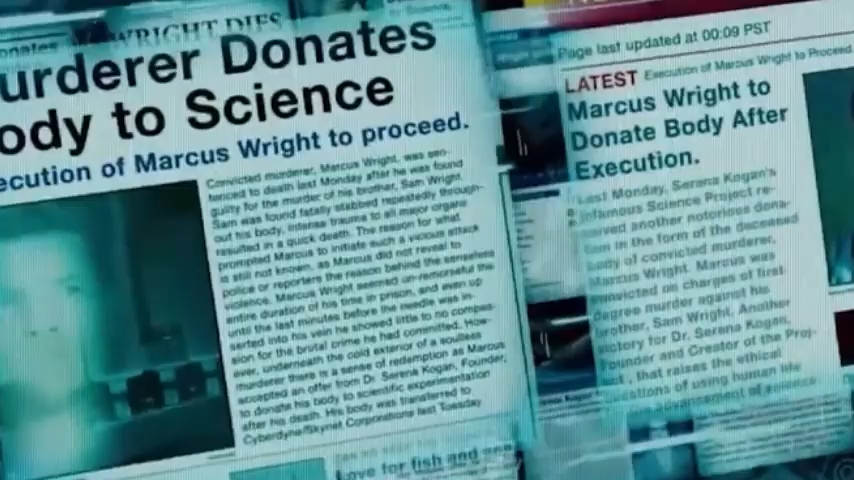 onates
WRIGHT DIES
urderer Donates
ody to Science
ecution of Marcus Wright to proceed.
Convicted murderer, Marcus Wright, was sen-
tenced to death last Monday after he was found
guilty for the murder of his brother, Sam Wright.
Sam was found fatally stabbed repeatedly through-
out his body, intense trauma to all major organs
resulted in a quick death. The reason for what
prompted Marcus to initiate such a vicious attack
is still not known, as Marcus did not reveal to
police or reporters the reason behind the senseless
violence. Marcus Wright seemed un-remorseful the
entire duration of his time in prison, and even up
until the last minutes before the needle was in-
serted into his vein he showed little to no compas-
sion for the brutal crime he had committed. How-
ever, underneath the cold exterior of a soulless
murderer there is a sense of redemption as Marcus
accepted an offer from Dr. Serena Kogan, Founder,
to donate his body to scientific experimentation
after his death. His body was transferred to
Cyberdyne/Skynet Corporations last Tuesday
Love for fish and
Page last updated at 00:09 PST
LATEST Execution of Marcus Wright to Proceed
Marcus Wright to
Donate Body After
Execution.
Last Monday, Serena Kogan's
infamous Science Project re-
ceived another notorious dona-
tion in the form of the deceased
body of convicted murderer,
Marcus Wright. Marcus was
convicted on charges of first
degree murder against his
brother, Sam Wright. Another
victory for Dr. Serena Kogan,
Founder and Creator of the Proj-
ect, that raises the ethical
questions of using human life
advancement of science